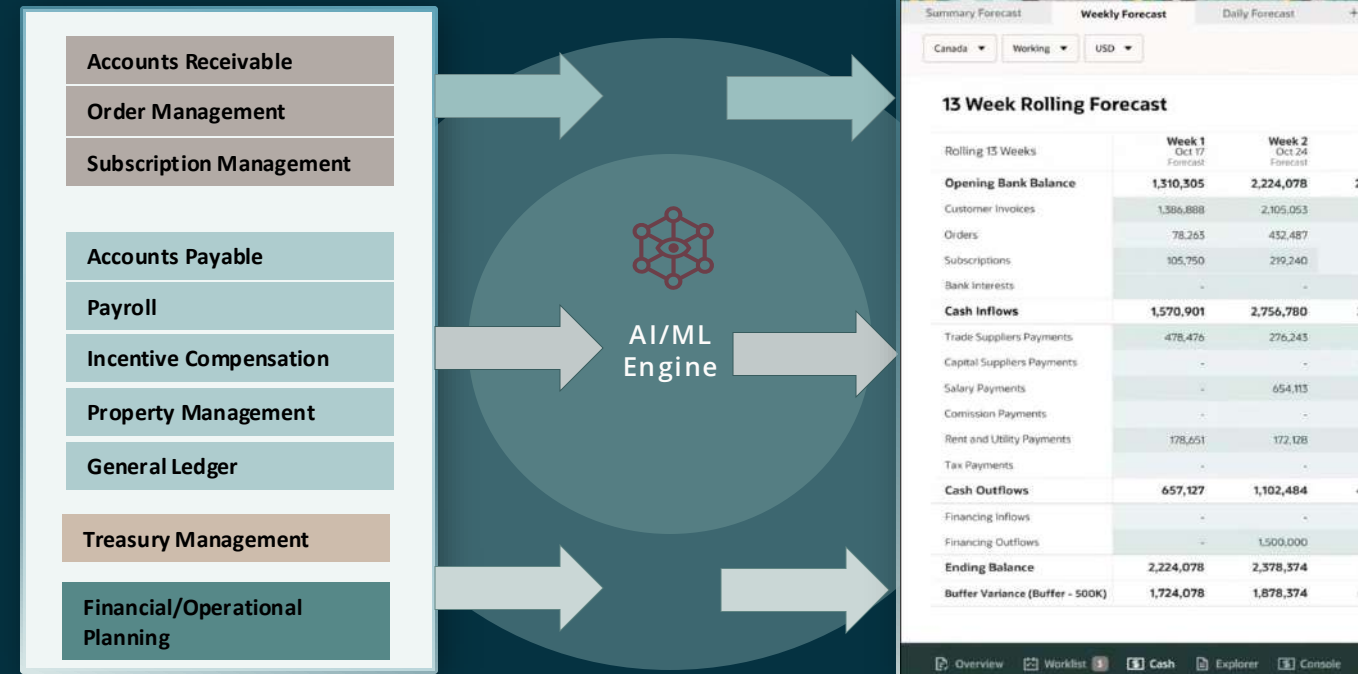 Accounts Receivable
Order Management
Subscription Management
Accounts Payable
Payroll
Incentive Compensation
Property Management
General Ledger
Treasury Management
Financial/Operational
Planning
AI/ML
Engine
Summary Forecast Weekly Forecast Daily Forecast +
Canada Working USD
13 Week Rolling Forecast
Rolling 13 Weeks Week 1 Week 2
Oct 17 Oct 24
Forecast Forecast
Opening Bank Balance 1,310,305 2,224,078
Customer Invoices 1,386,888 2,105,053
Orders 78,263 432,487
Subscriptions 105,750 219,240
Bank Interests - -
Cash Inflows 1,570,901 2,756,780
Trade Suppliers Payments 478,476 276,243
Capital Suppliers Payments - -
Salary Payments - 654,113
Comission Payments - -
Rent and Utility Payments 178,651 172,128
Tax Payments - -
Cash Outflows 657,127 1,102,484
Financing Inflows - -
Financing Outflows - 1,500,000
Ending Balance 2,224,078 2,378,374
Buffer Variance (Buffer - 500K) 1,724,078 1,878,374
Overview Worklist Cash Explorer Console